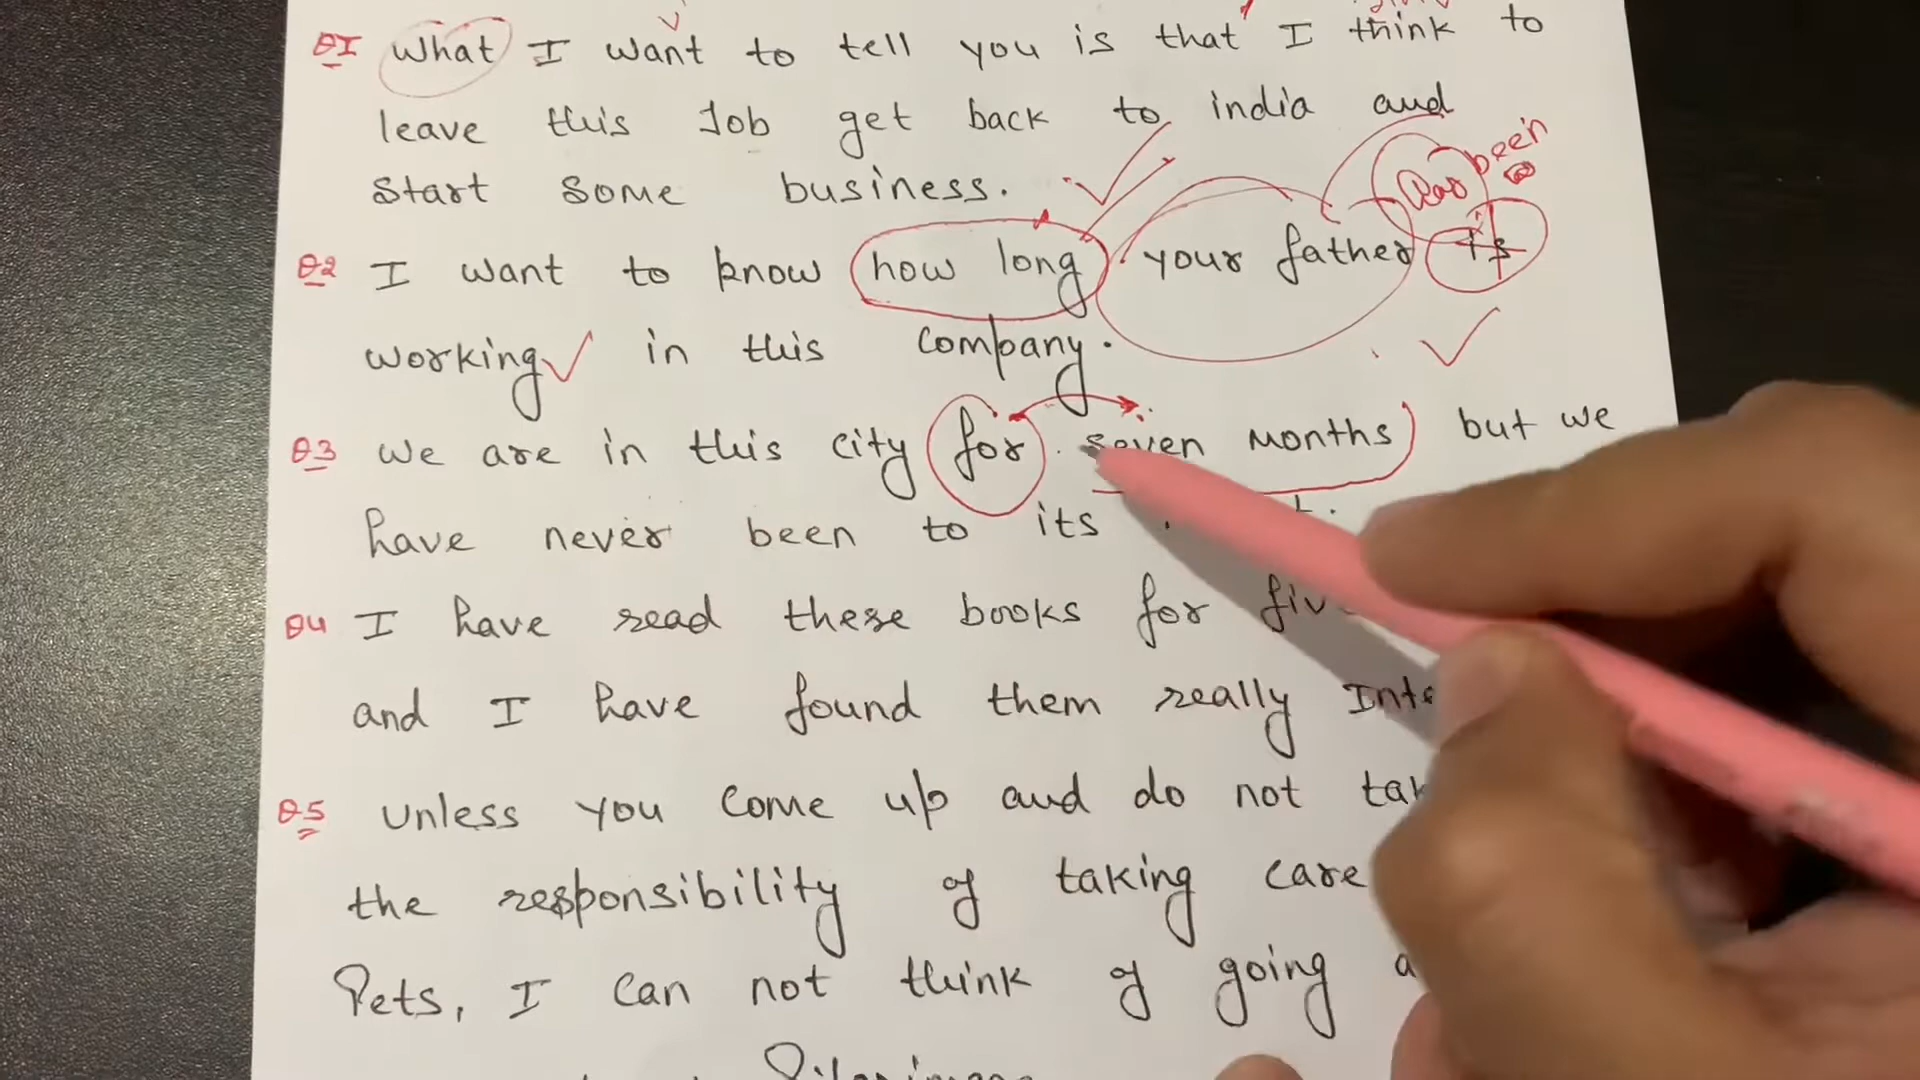 Q1 What I want to tell you is that I think to
leave this Job get back to india and
Start some business.
been
has
Q2 I want to know how long your father is
working in this company.
Q3 We are in this city for seven months but we
have never been to its
Q4 I have read these books for
and I have found them really
Q5 unless you come up and do not
the responsibility of taking care
Pets, I can not think of going